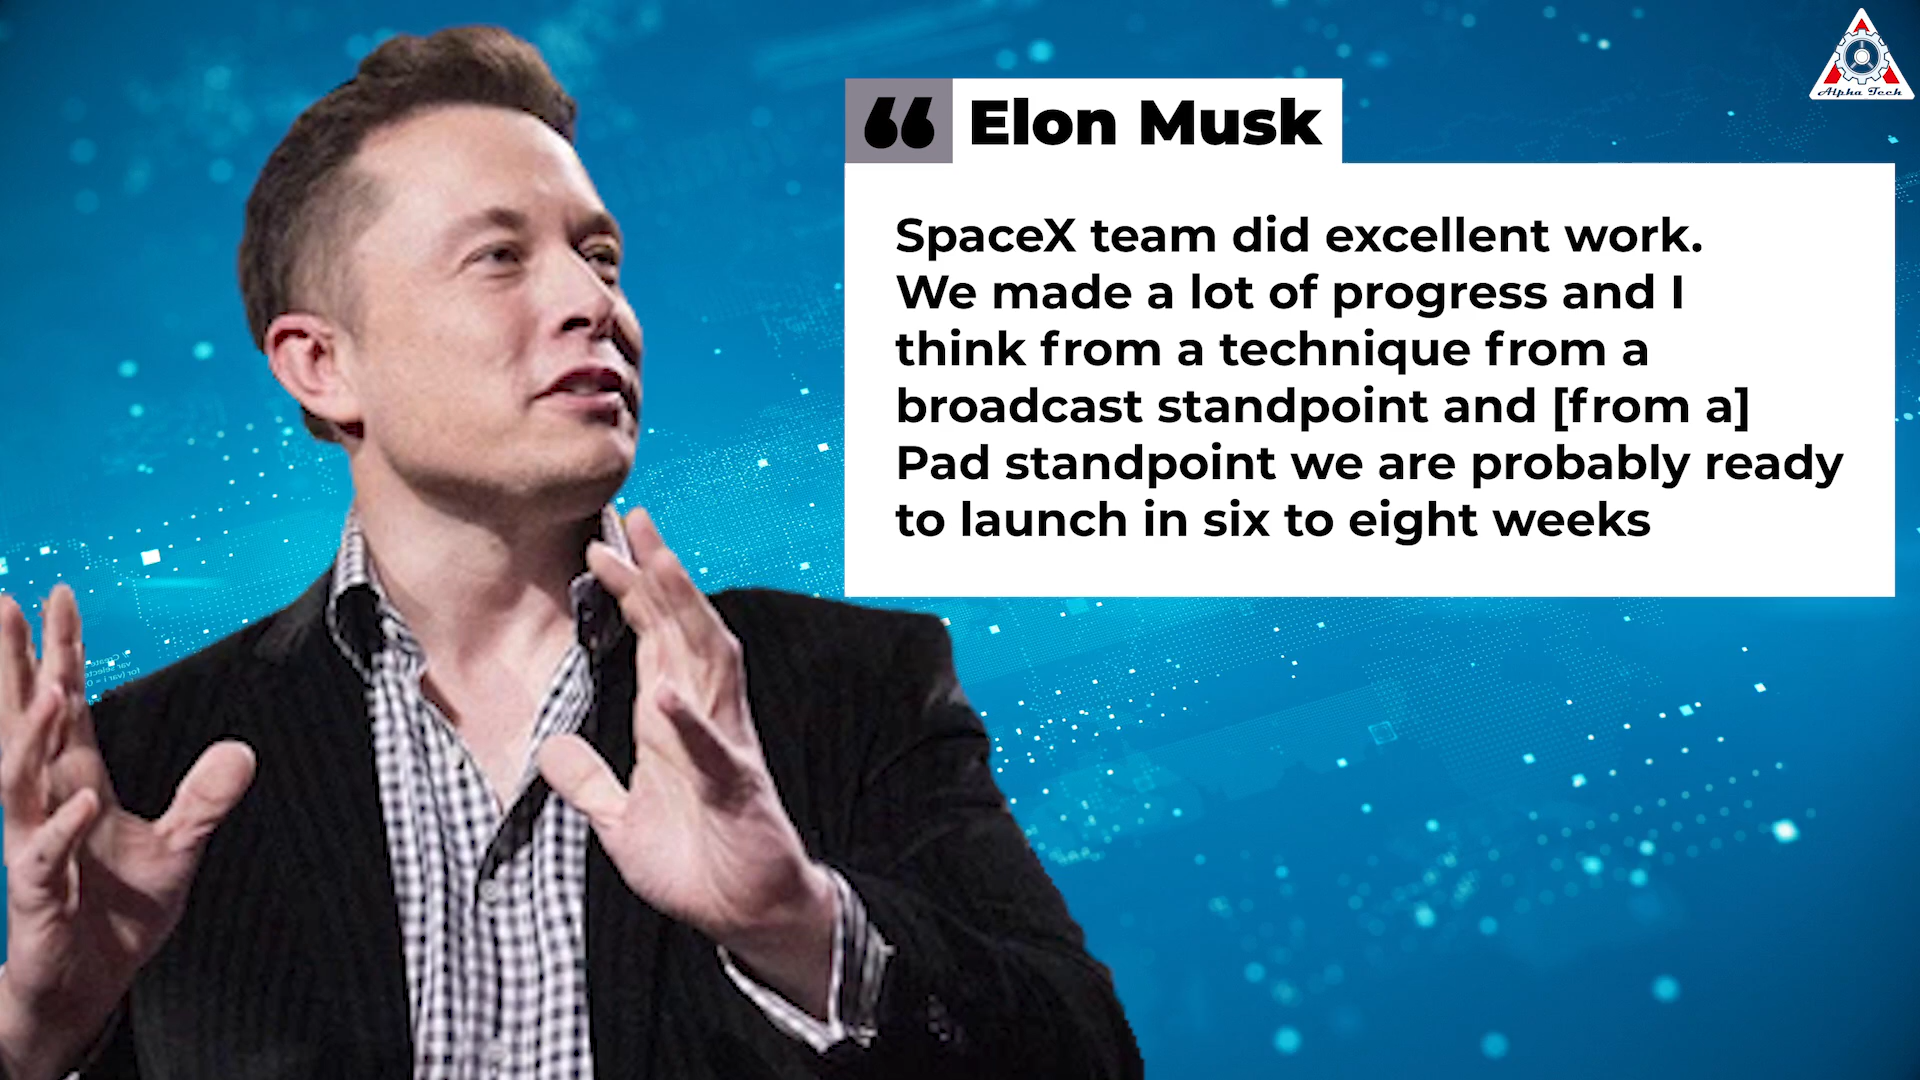 Elon Musk
SpaceX team did excellent work.
We made a lot of progress and I
think from a technique from a
broadcast standpoint and [from a]
Pad standpoint we are probably ready
to launch in six to eight weeks
Alpha Tech